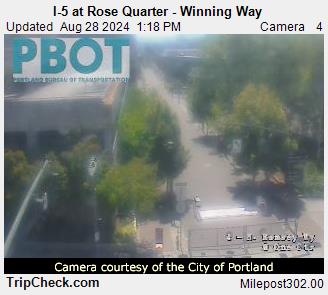 I-5 at Rose Quarter - Winning Way
Updated Aug 28 2024 1:18 PM Camera 4
PBOT
PORTLAND BUREAU OF TRANSPORTATION
Camera courtesy of the City of Portland
TripCheck.com Milepost302.00